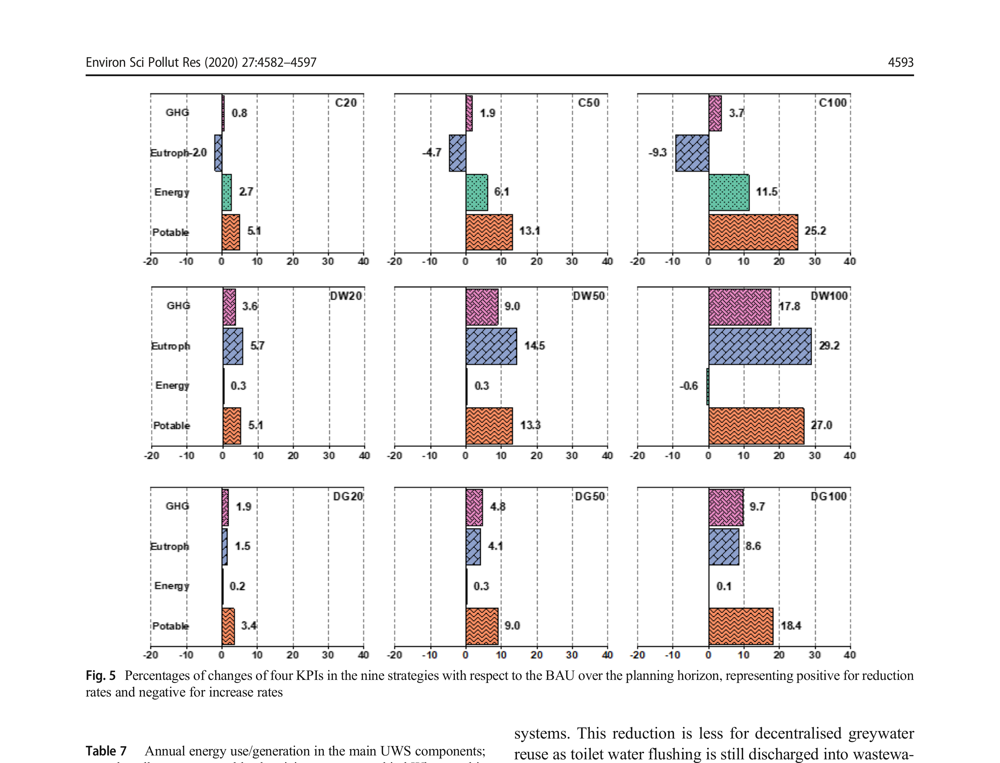 Environ Sci Pollut Res (2020) 27:4582–4597 4593
C20
GHG 0.8
Eutroph -2.0
Energy 2.7
Potable 5.1
-20 -10 0 10 20 30 40
C50
1.9
-4.7
6.1
13.1
-20 -10 0 10 20 30 40
C100
3.7
-9.3
11.5
25.2
-20 -10 0 10 20 30 40
DW20
GHG 3.6
Eutroph 5.7
Energy 0.3
Potable 5.1
-20 -10 0 10 20 30 40
DW50
9.0
14.5
0.3
13.3
-20 -10 0 10 20 30 40
DW100
17.8
29.2
-0.6
27.0
-20 -10 0 10 20 30 40
DG20
GHG 1.9
Eutroph 1.5
Energy 0.2
Potable 3.4
-20 -10 0 10 20 30 40
DG50
4.8
4.1
0.3
9.0
-20 -10 0 10 20 30 40
DG100
9.7
8.6
0.1
18.4
-20 -10 0 10 20 30 40
Fig. 5 Percentages of changes of four KPIs in the nine strategies with respect to the BAU over the planning horizon, representing positive for reduction
rates and negative for increase rates
Table 7 Annual energy use/generation in the main UWS components;
systems. This reduction is less for decentralised greywater
reuse as toilet water flushing is still discharged into wastewa-